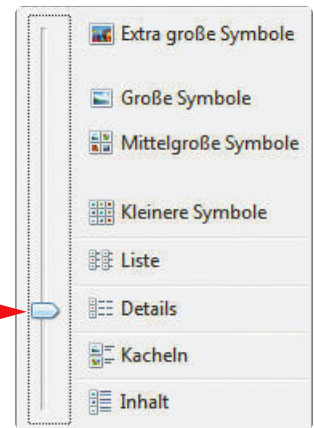 Extra große Symbole
Große Symbole
Mittelgroße Symbole
Kleinere Symbole
Liste
Details
Kacheln
Inhalt